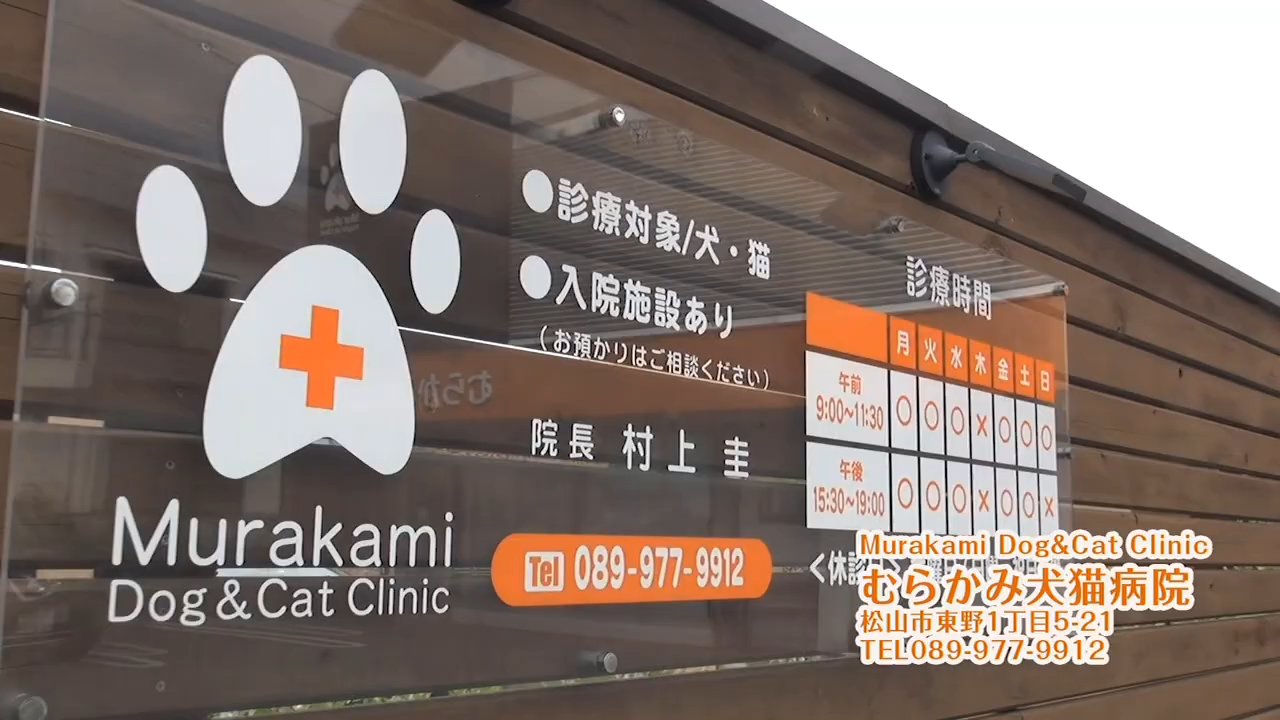 ●診療対象/犬・猫
●入院施設あり
(お預かりはご相談ください)
院長 村上 圭
Tel 089-977-9912
Murakami
Dog & Cat Clinic
診療時間
月 火 水 木 金 土 日
午前 9:00~11:30 ○ ○ ○ × ○ ○ ○
午後 15:30~19:00 ○ ○ ○ × ○ ○ ×
<休診
Murakami Dog&Cat Clinic
むらかみ犬猫病院
松山市東野1丁目5-21
TEL089-977-9912